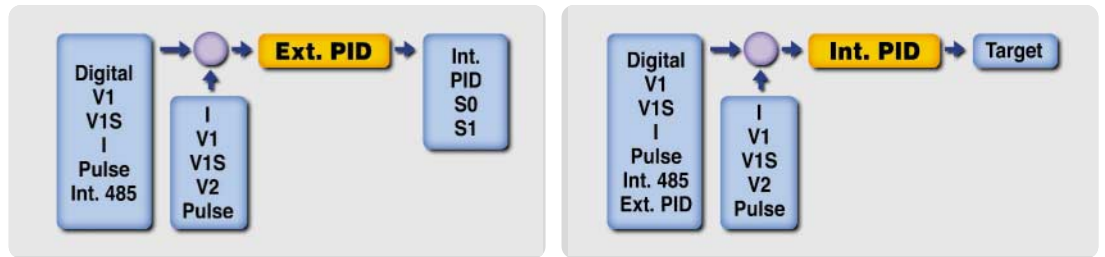 Digital
V1
V1S
I
Pulse
Int. 485
I
V1
V1S
V2
Pulse
Ext. PID
Int.
PID
S0
S1
Digital
V1
V1S
I
Pulse
Int. 485
Ext. PID
I
V1
V1S
V2
Pulse
Int. PID
Target